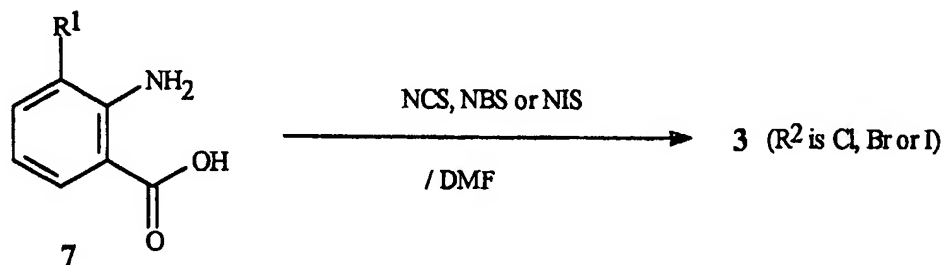 R1
NH2
OH
O
7
NCS, NBS or NIS
/ DMF
3 (R2 is Cl, Br or I)